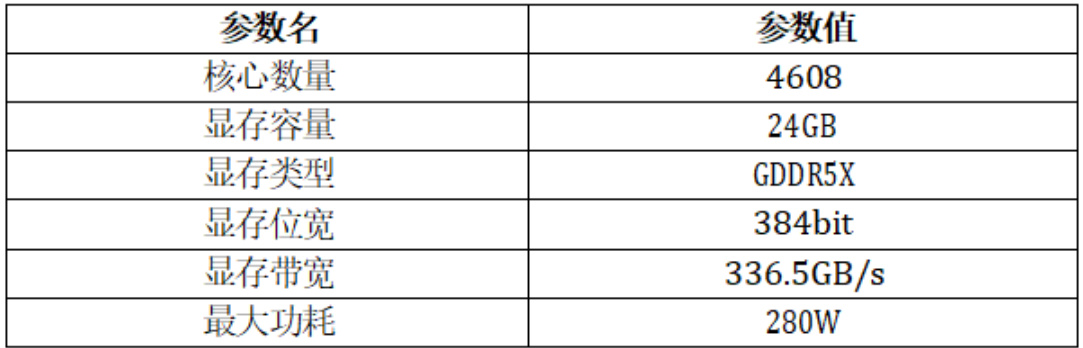 参数名 参数值
核心数量 4608
显存容量 24GB
显存类型 GDDR5X
显存位宽 384bit
显存带宽 336.5GB/s
最大功耗 280W